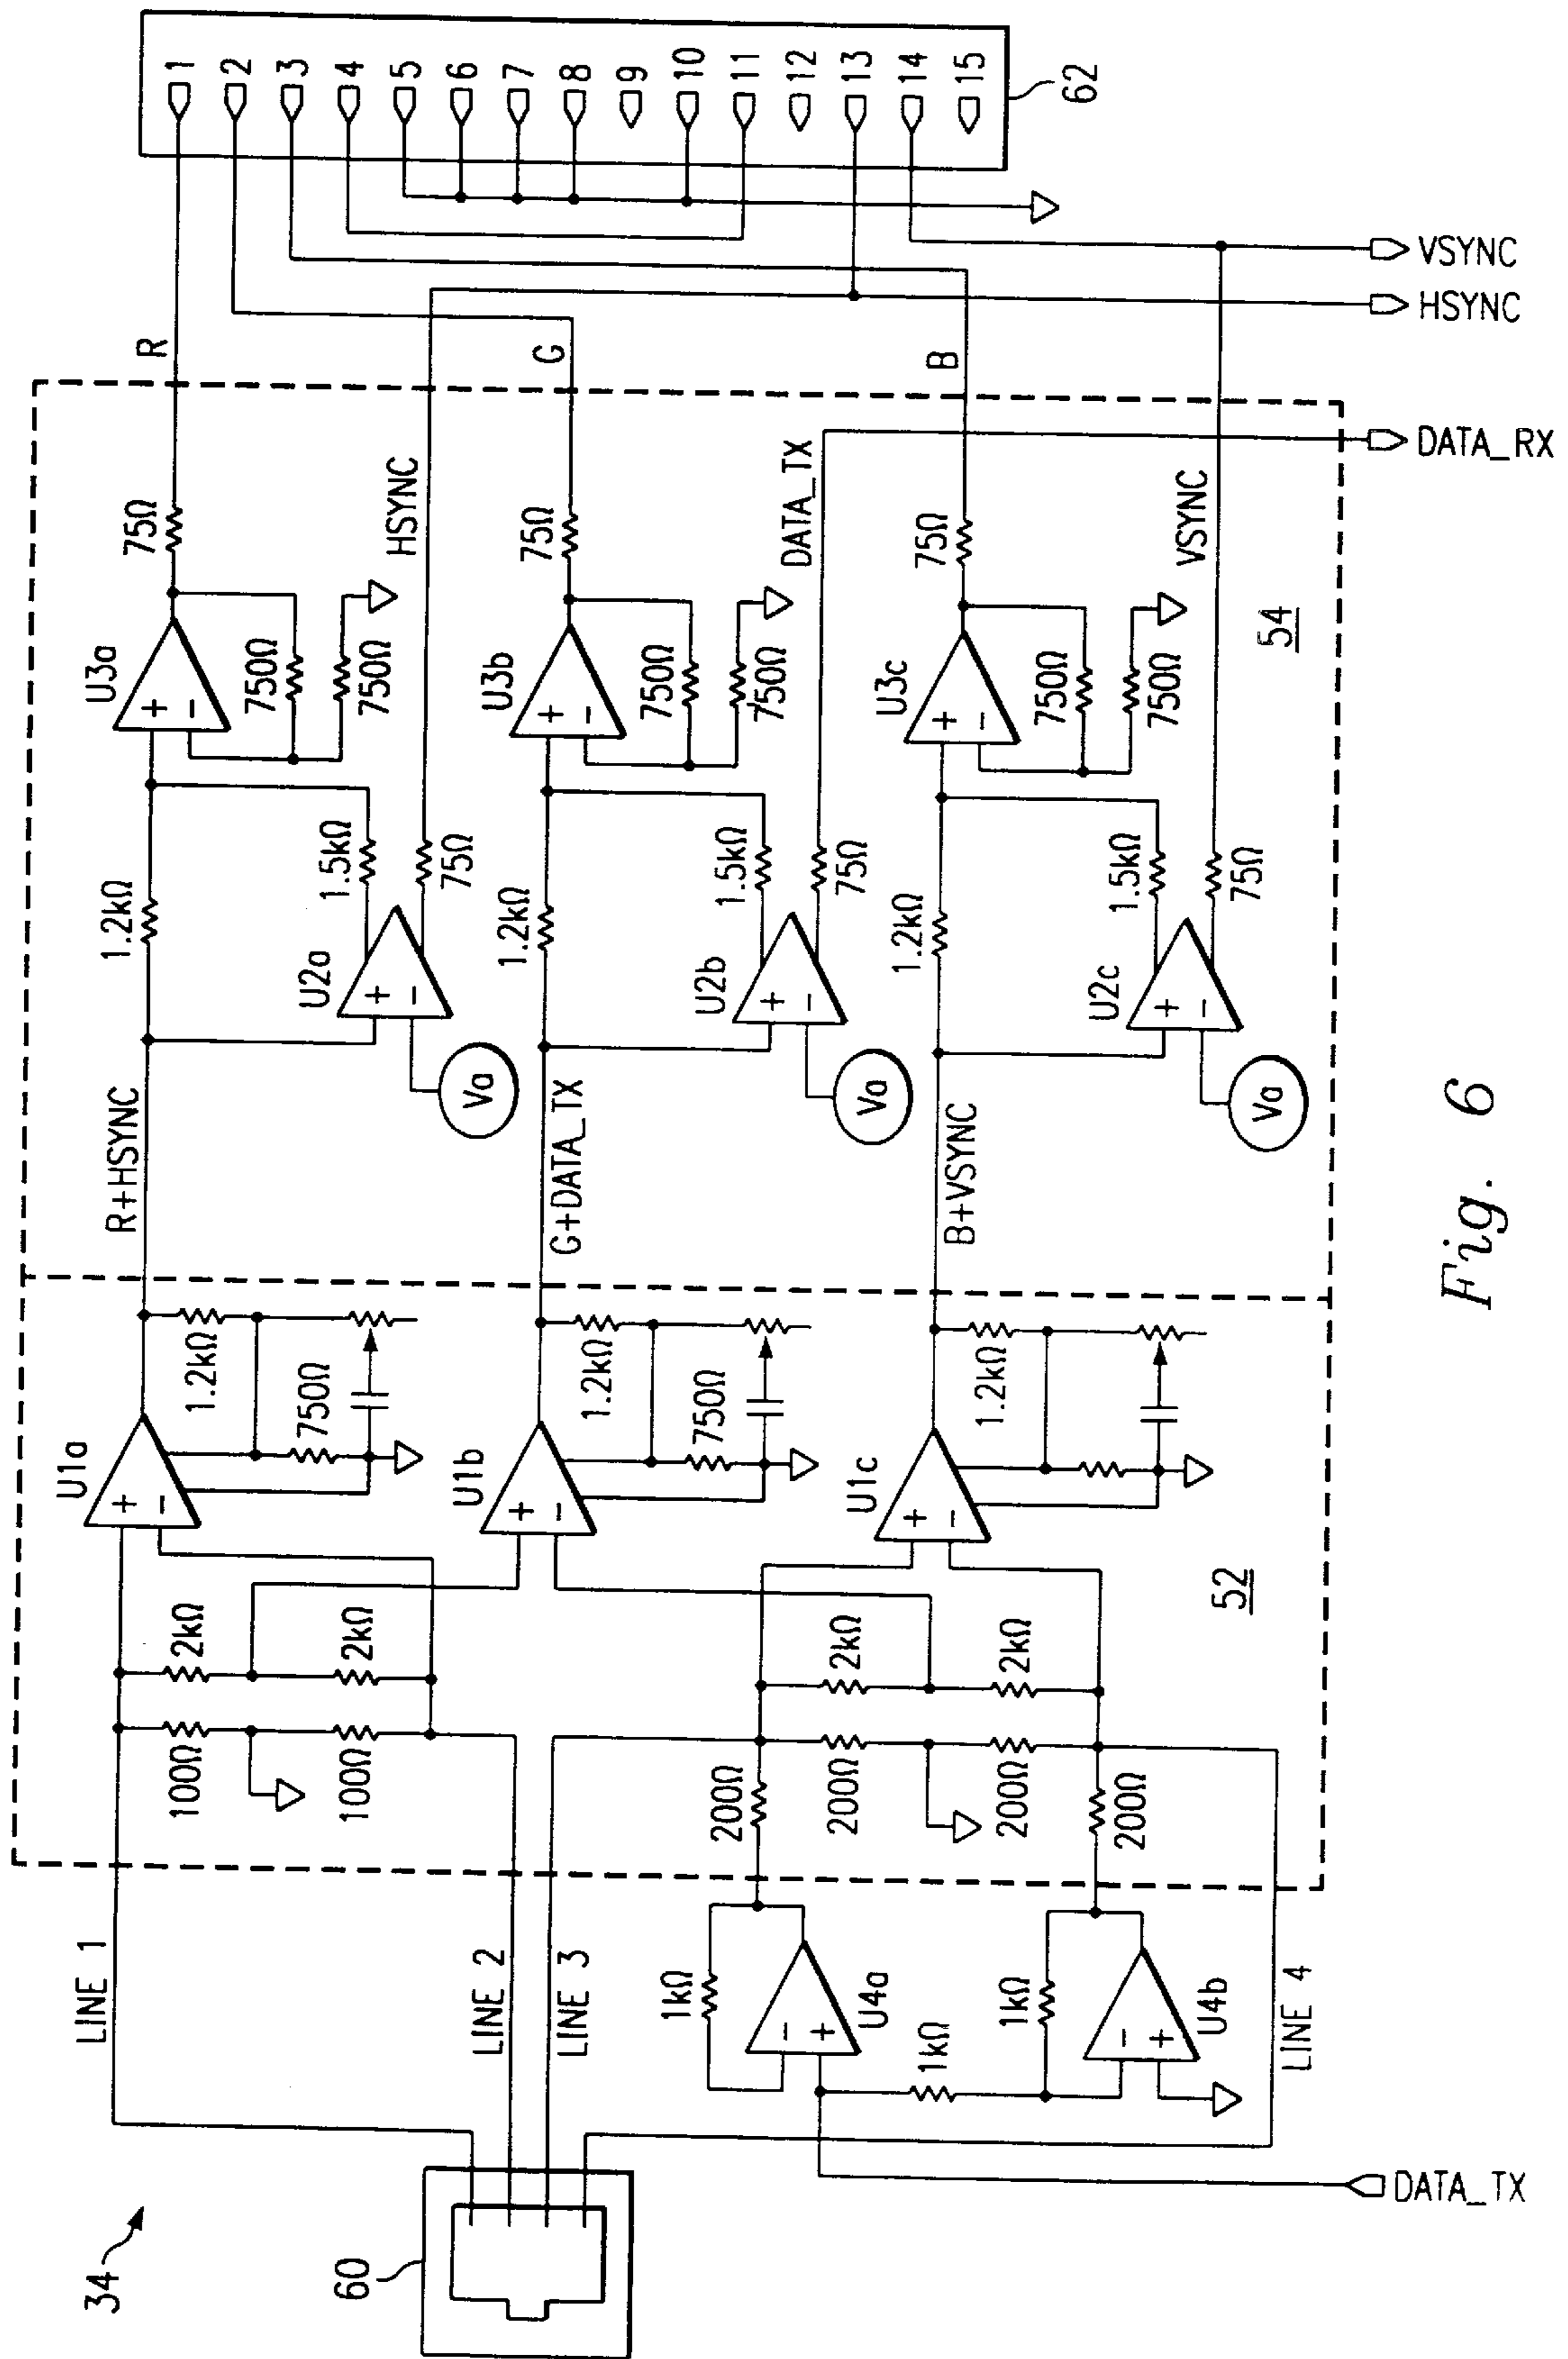 34
60
LINE 1
LINE 2
LINE 3
LINE 4
DATA_TX
1kΩ
U4a
1kΩ
1kΩ
U4b
- +
- +
100Ω
100Ω
2kΩ
2kΩ
200Ω
200Ω
200Ω
200Ω
2kΩ
2kΩ
52
U1a
+ -
1.2kΩ
750Ω
U1b
+ -
1.2kΩ
750Ω
U1c
+ -
1.2kΩ
R+HSYNC
G+DATA_TX
B+VSYNC
Va
Va
Va
U2a
+ -
U2b
+ -
U2c
+ -
1.2kΩ
1.5kΩ
75Ω
1.2kΩ
1.5kΩ
75Ω
1.2kΩ
1.5kΩ
75Ω
U3a
+ -
750Ω
750Ω
75Ω
HSYNC
U3b
+ -
750Ω
750Ω
75Ω
DATA_TX
U3c
+ -
750Ω
750Ω
75Ω
VSYNC
54
R
G
B
DATA_RX
HSYNC
VSYNC
1
2
3
4
5
6
7
8
9
10
11
12
13
14
15
62
Fig. 6